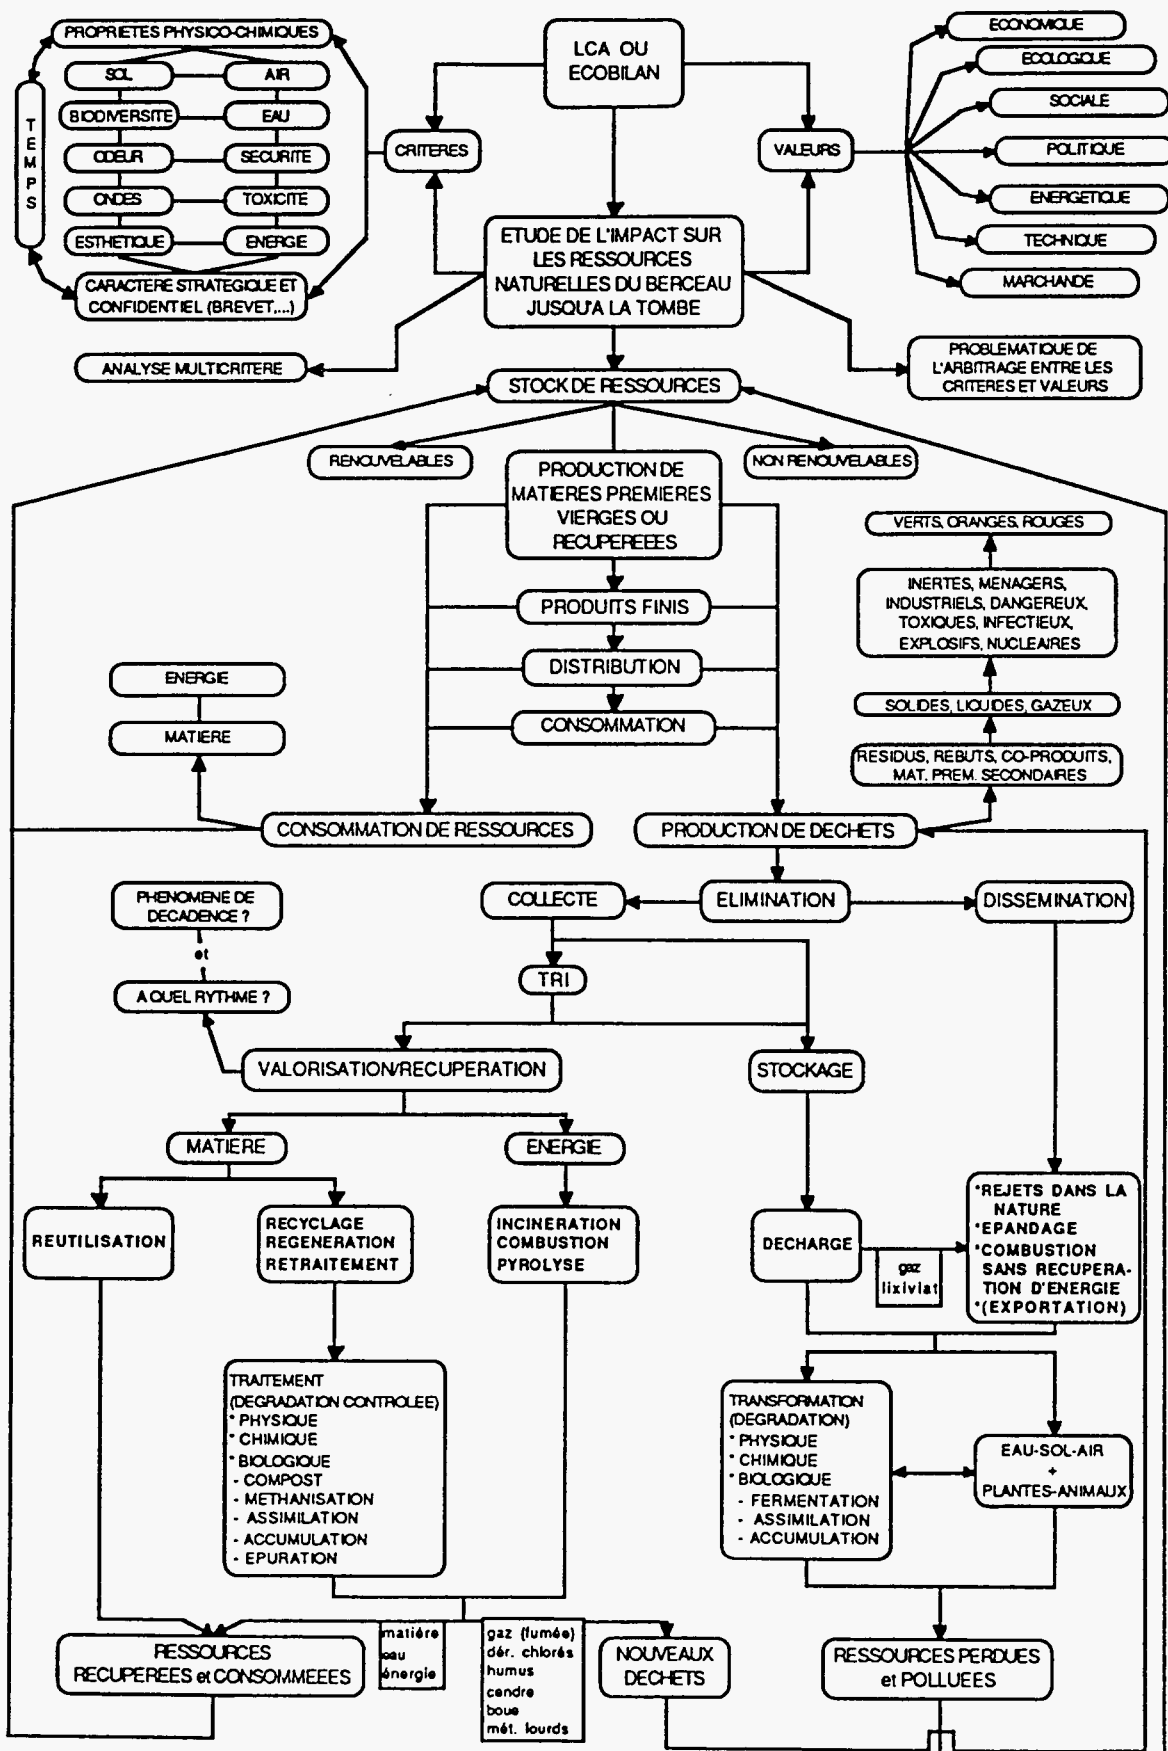 PROPRIETES PHYSICO-CHIMIQUES
TEMPS
SOL
AIR
BIODIVERSITE
EAU
ODEUR
SECURITE
ONDES
TOXICITE
ESTHETIQUE
ENERGIE
CARACTERE STRATEGIQUE ET
CONFIDENTIEL (BREVET,...)
CRITERES
LCA OU
ECOBILAN
VALEURS
ECONOMIQUE
ECOLOGIQUE
SOCIALE
POLITIQUE
ENERGETIQUE
TECHNIQUE
MARCHANDE
ETUDE DE L'IMPACT SUR
LES RESSOURCES
NATURELLES DU BERCEAU
JUSQU'A LA TOMBE
ANALYSE MULTICRITERE
PROBLEMATIQUE DE
L'ARBITRAGE ENTRE LES
CRITERES ET VALEURS
STOCK DE RESSOURCES
RENOUVELABLES
NON RENOUVELABLES
PRODUCTION DE
MATIERES PREMIERES
VIERGES OU
RECUPEREEES
PRODUITS FINIS
DISTRIBUTION
CONSOMMATION
VERTS, ORANGES, ROUGES
INERTES, MENAGERS,
INDUSTRIELS, DANGEREUX,
TOXIQUES, INFECTIEUX,
EXPLOSIFS, NUCLEAIRES
SOLIDES, LIQUIDES, GAZEUX
RESIDUS, REBUTS, CO-PRODUITS,
MAT. PREM. SECONDAIRES
ENERGIE
MATIERE
CONSOMMATION DE RESSOURCES
PRODUCTION DE DECHETS
COLLECTE
ELIMINATION
DISSEMINATION
PHENOMENE DE
DECADENCE ?
et
A QUEL RYTHME ?
TRI
VALORISATION/RECUPERATION
STOCKAGE
MATIERE
ENERGIE
REUTILISATION
RECYCLAGE
REGENERATION
RETRAITEMENT
INCINERATION
COMBUSTION
PYROLYSE
DECHARGE
gaz
lixiviat
*REJETS DANS LA
NATURE
*EPANDAGE
*COMBUSTION
SANS RECUPERA-
TION D'ENERGIE
*(EXPORTATION)
TRAITEMENT
(DEGRADATION CONTROLEE)
* PHYSIQUE
* CHIMIQUE
* BIOLOGIQUE
- COMPOST
- METHANISATION
- ASSIMILATION
- ACCUMULATION
- EPURATION
TRANSFORMATION
(DEGRADATION)
* PHYSIQUE
* CHIMIQUE
* BIOLOGIQUE
- FERMENTATION
- ASSIMILATION
- ACCUMULATION
EAU-SOL-AIR
+
PLANTES-ANIMAUX
RESSOURCES
RECUPEREES et CONSOMMEEES
matière
eau
énergie
gaz (fumée)
dér. chlorés
humus
cendre
boue
mét. lourds
NOUVEAUX
DECHETS
RESSOURCES PERDUES
et POLLUEES